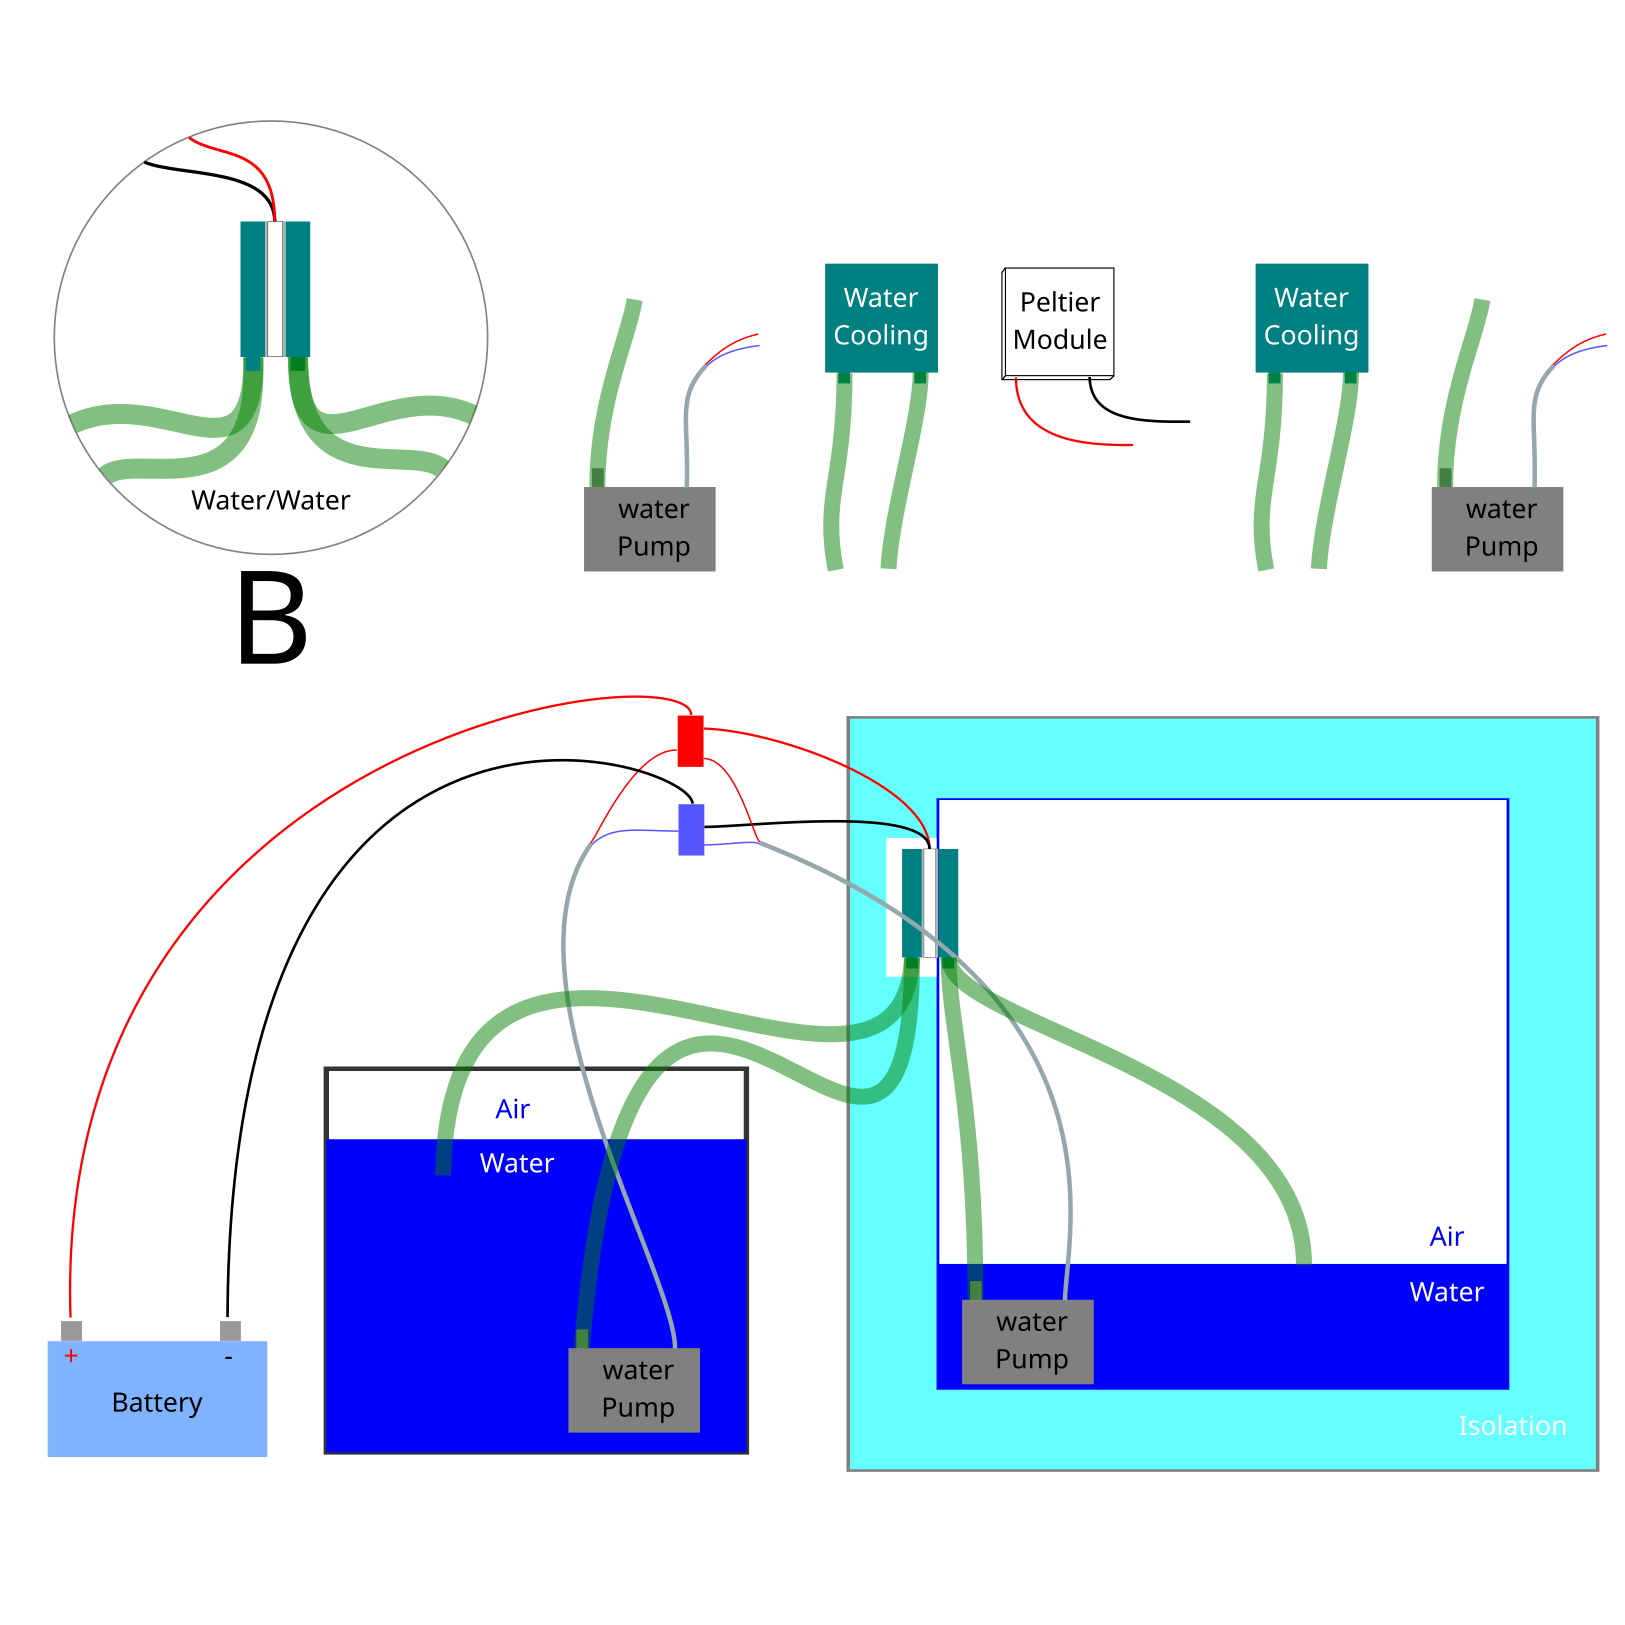 Water/Water
B
water
Pump
Water
Cooling
Peltier
Module
Water
Cooling
water
Pump
Air
Water
water
Pump
+
-
Battery
Air
Water
water
Pump
Isolation